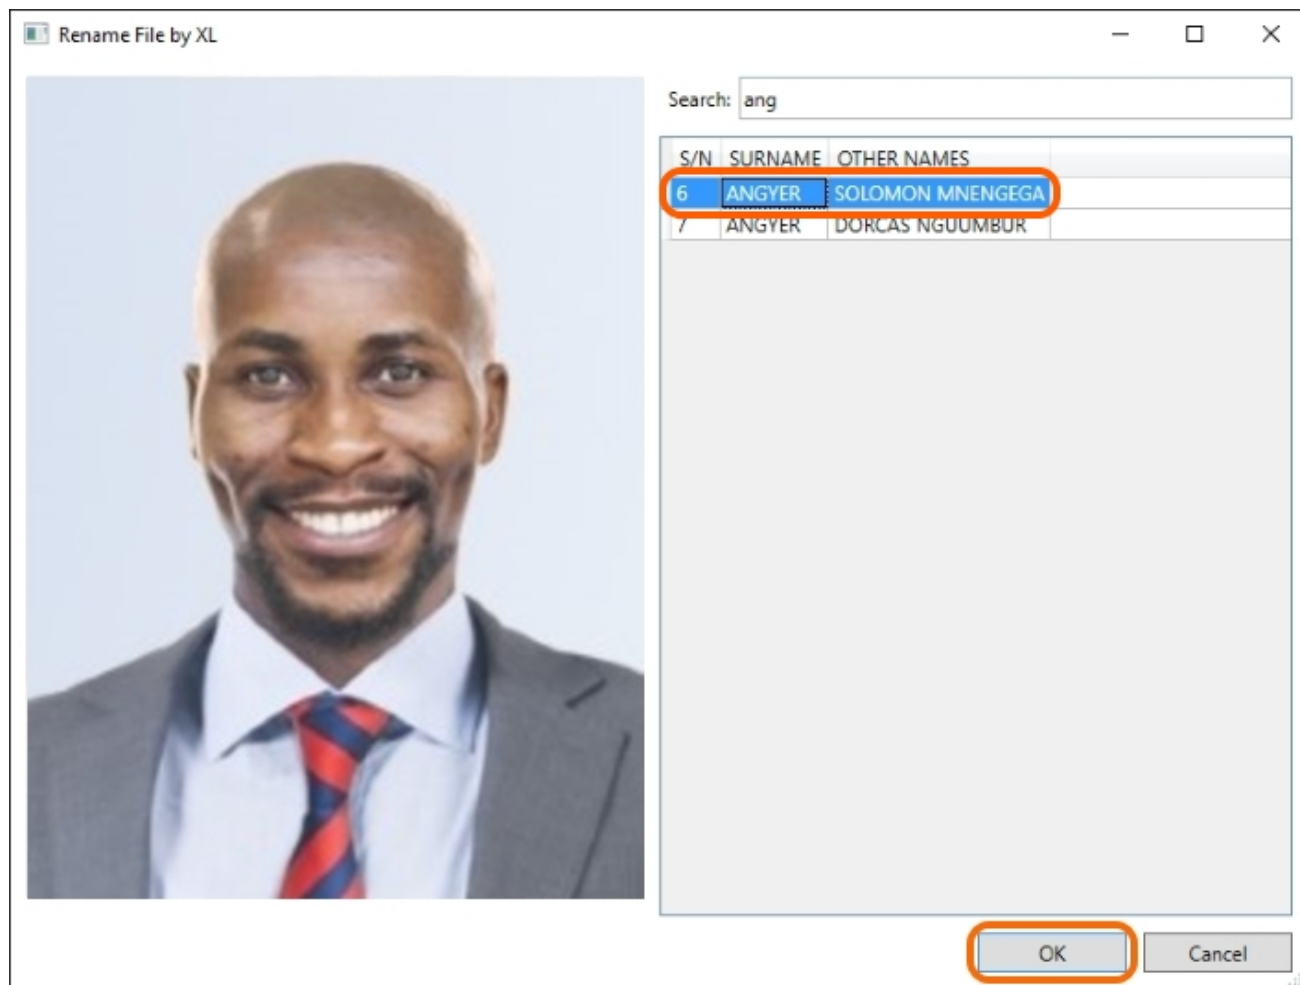 Rename File by XL
Search: ang
S/N SURNAME OTHER NAMES
6 ANGYER SOLOMON MNENGEGA
7 ANGYER DORCAS NGUUMBUR
OK Cancel